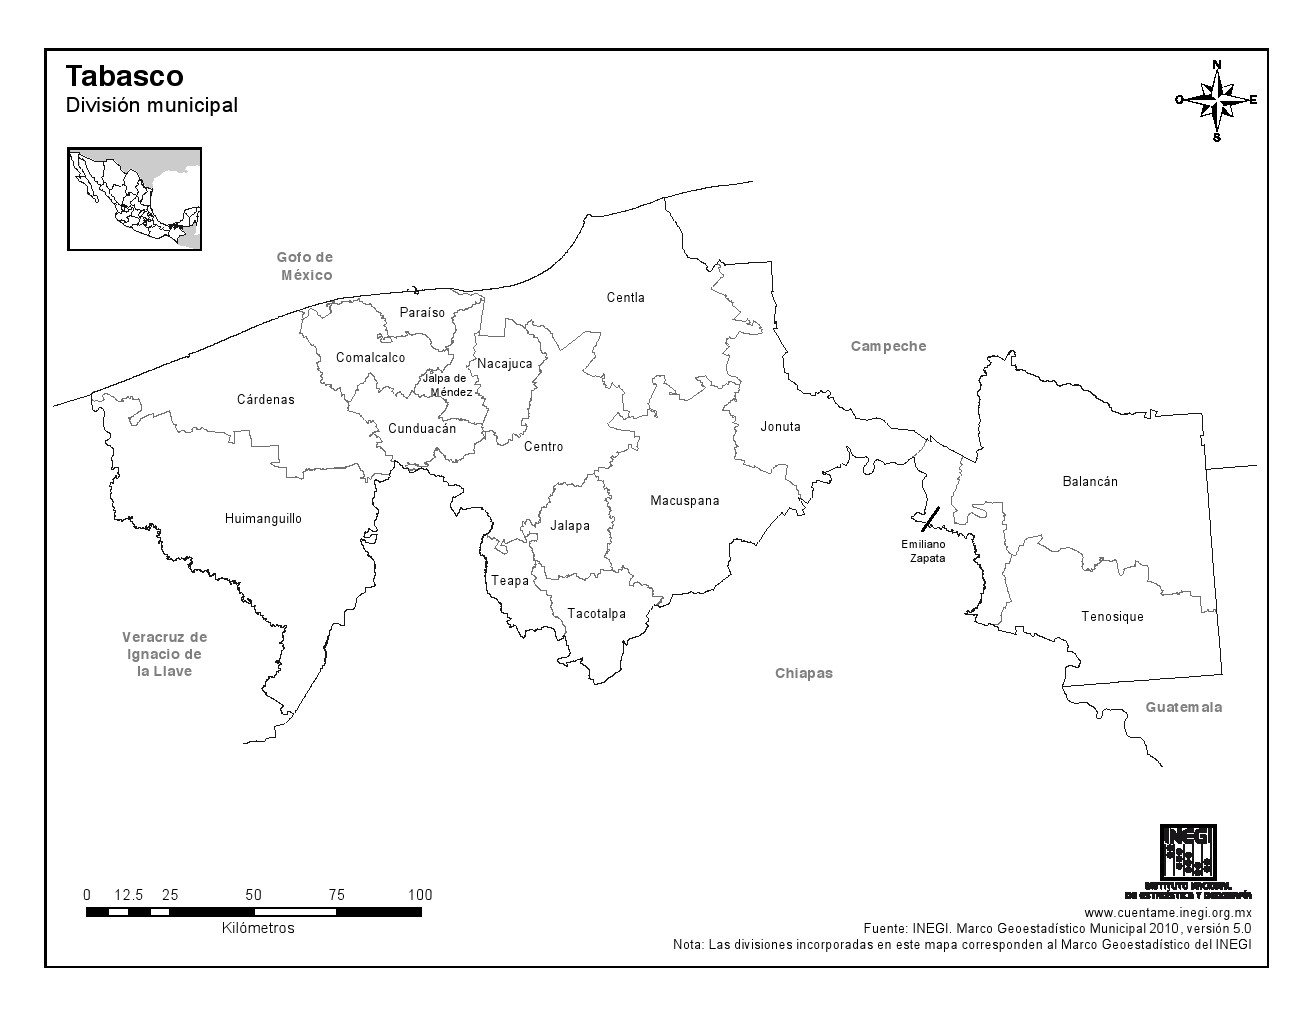 Tabasco
División municipal
N
O
E
S
Gofo de
México
Centla
Paraíso
Campeche
Comalcalco
Nacajuca
Jalpa de
Méndez
Cárdenas
Cunduacán
Jonuta
Centro
Balancán
Macuspana
Huimanguillo
Jalapa
Emiliano
Zapata
Teapa
Tacotalpa
Tenosique
Veracruz de
Ignacio de
la Llave
Chiapas
Guatemala
INEGI
INSTITUTO NACIONAL
DE ESTADÍSTICA Y GEOGRAFÍA
0 12.5 25 50 75 100
Kilómetros
www.cuentame.inegi.org.mx
Fuente: INEGI. Marco Geoestadístico Municipal 2010, versión 5.0
Nota: Las divisiones incorporadas en este mapa corresponden al Marco Geoestadístico del INEGI